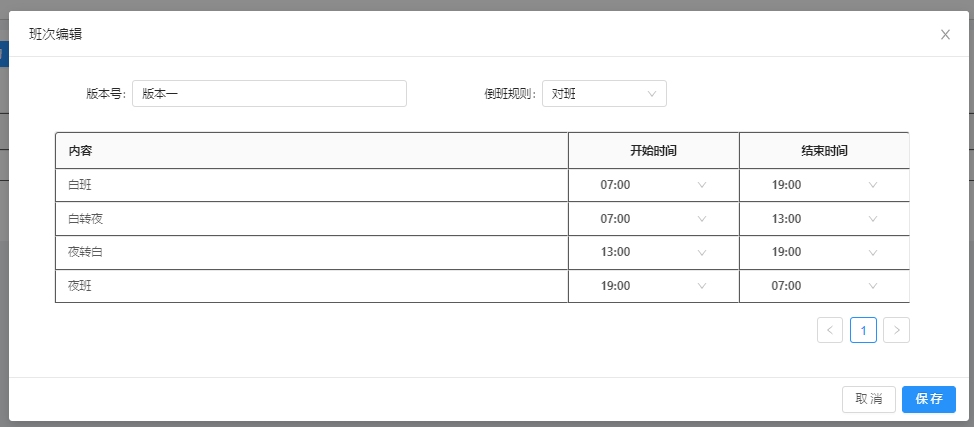 班次编辑
版本号: 版本一 倒班规则: 对班
内容 开始时间 结束时间
白班 07:00 19:00
白转夜 07:00 13:00
夜转白 13:00 19:00
夜班 19:00 07:00
< 1 >
取消 保存